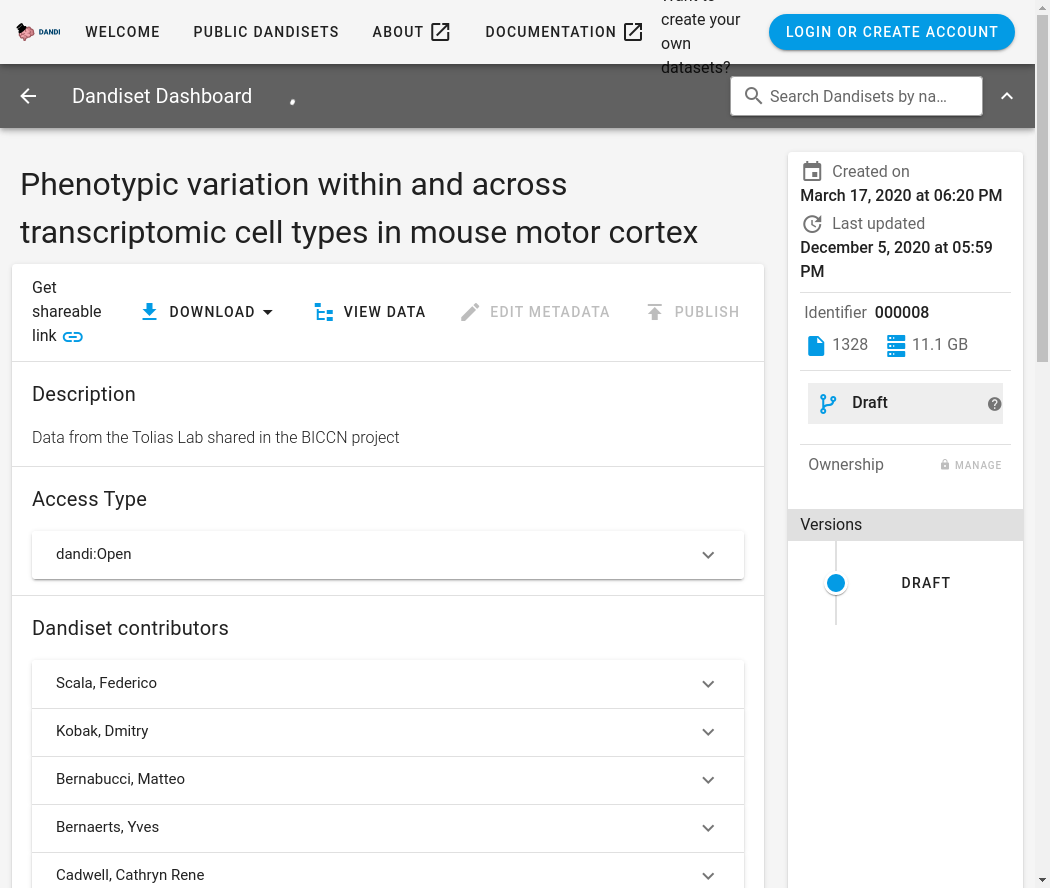 DANDI
WELCOME
PUBLIC DANDISETS
ABOUT
DOCUMENTATION
create your
own
datasets?
LOGIN OR CREATE ACCOUNT
Dandiset Dashboard
Search Dandisets by na…
Phenotypic variation within and across
transcriptomic cell types in mouse motor cortex
Get
shareable
link
DOWNLOAD
VIEW DATA
EDIT METADATA
PUBLISH
Description
Data from the Tolias Lab shared in the BICCN project
Access Type
dandi:Open
Dandiset contributors
Scala, Federico
Kobak, Dmitry
Bernabucci, Matteo
Bernaerts, Yves
Cadwell, Cathryn Rene
Created on
March 17, 2020 at 06:20 PM
Last updated
December 5, 2020 at 05:59
PM
Identifier 000008
1328
11.1 GB
Draft
Ownership
MANAGE
Versions
DRAFT